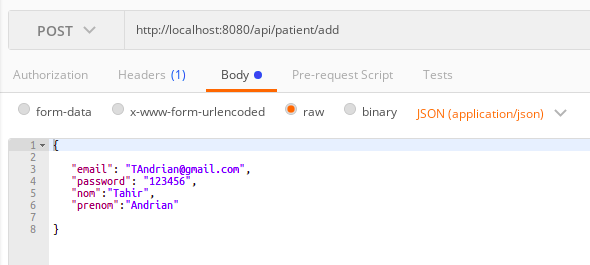 POST http://localhost:8080/api/patient/add
Authorization Headers (1) Body Pre-request Script Tests
form-data x-www-form-urlencoded raw binary JSON (application/json)
1 {
2
3 "email": "TAndrian@gmail.com",
4 "password": "123456",
5 "nom":"Tahir",
6 "prenom":"Andrian"
7
8 }